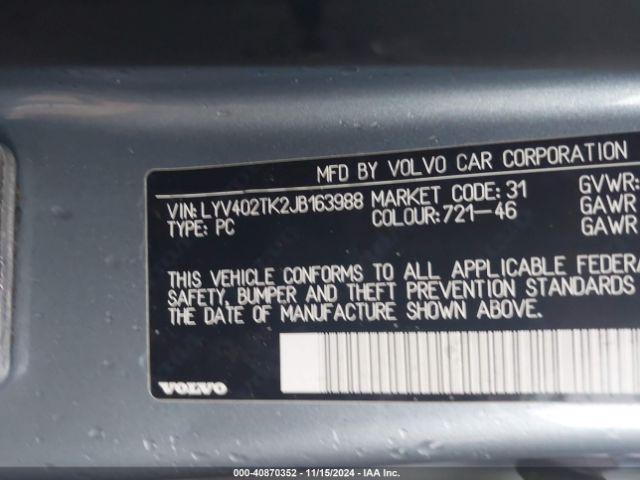 MFD BY VOLVO CAR CORPORATION
VIN: LYV402TK2JB163988 MARKET CODE: 31 GVWR:
TYPE: PC COLOUR: 721-46 GAWR
GAWR
THIS VEHICLE CONFORMS TO ALL APPLICABLE FEDERA
SAFETY, BUMPER AND THEFT PREVENTION STANDARDS
THE DATE OF MANUFACTURE SHOWN ABOVE.
VOLVO
000-40870352 - 11/15/2024 - IAA Inc.